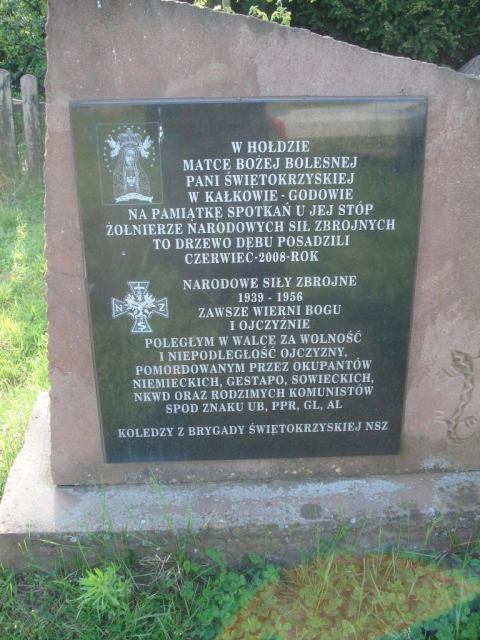 W HOŁDZIE
MATCE BOŻEJ BOLESNEJ
PANI ŚWIĘTOKRZYSKIEJ
W KAŁKOWIE - GODOWIE
NA PAMIĄTKĘ SPOTKAŃ U JEJ STÓP
ŻOŁNIERZE NARODOWYCH SIŁ ZBROJNYCH
TO DRZEWO DĘBU POSADZILI
CZERWIEC-2008-ROK
NARODOWE SIŁY ZBROJNE
1939 - 1956
ZAWSZE WIERNI BOGU
I OJCZYŹNIE
N Z
S
POLEGŁYM W WALCE ZA WOLNOŚĆ
I NIEPODLEGŁOŚĆ OJCZYZNY,
POMORDOWANYM PRZEZ OKUPANTÓW
NIEMIECKICH, GESTAPO, SOWIECKICH,
NKWD ORAZ RODZIMYCH KOMUNISTÓW
SPOD ZNAKU UB, PPR, GL, AL
KOLEDZY Z BRYGADY ŚWIĘTOKRZYSKIEJ NSZ